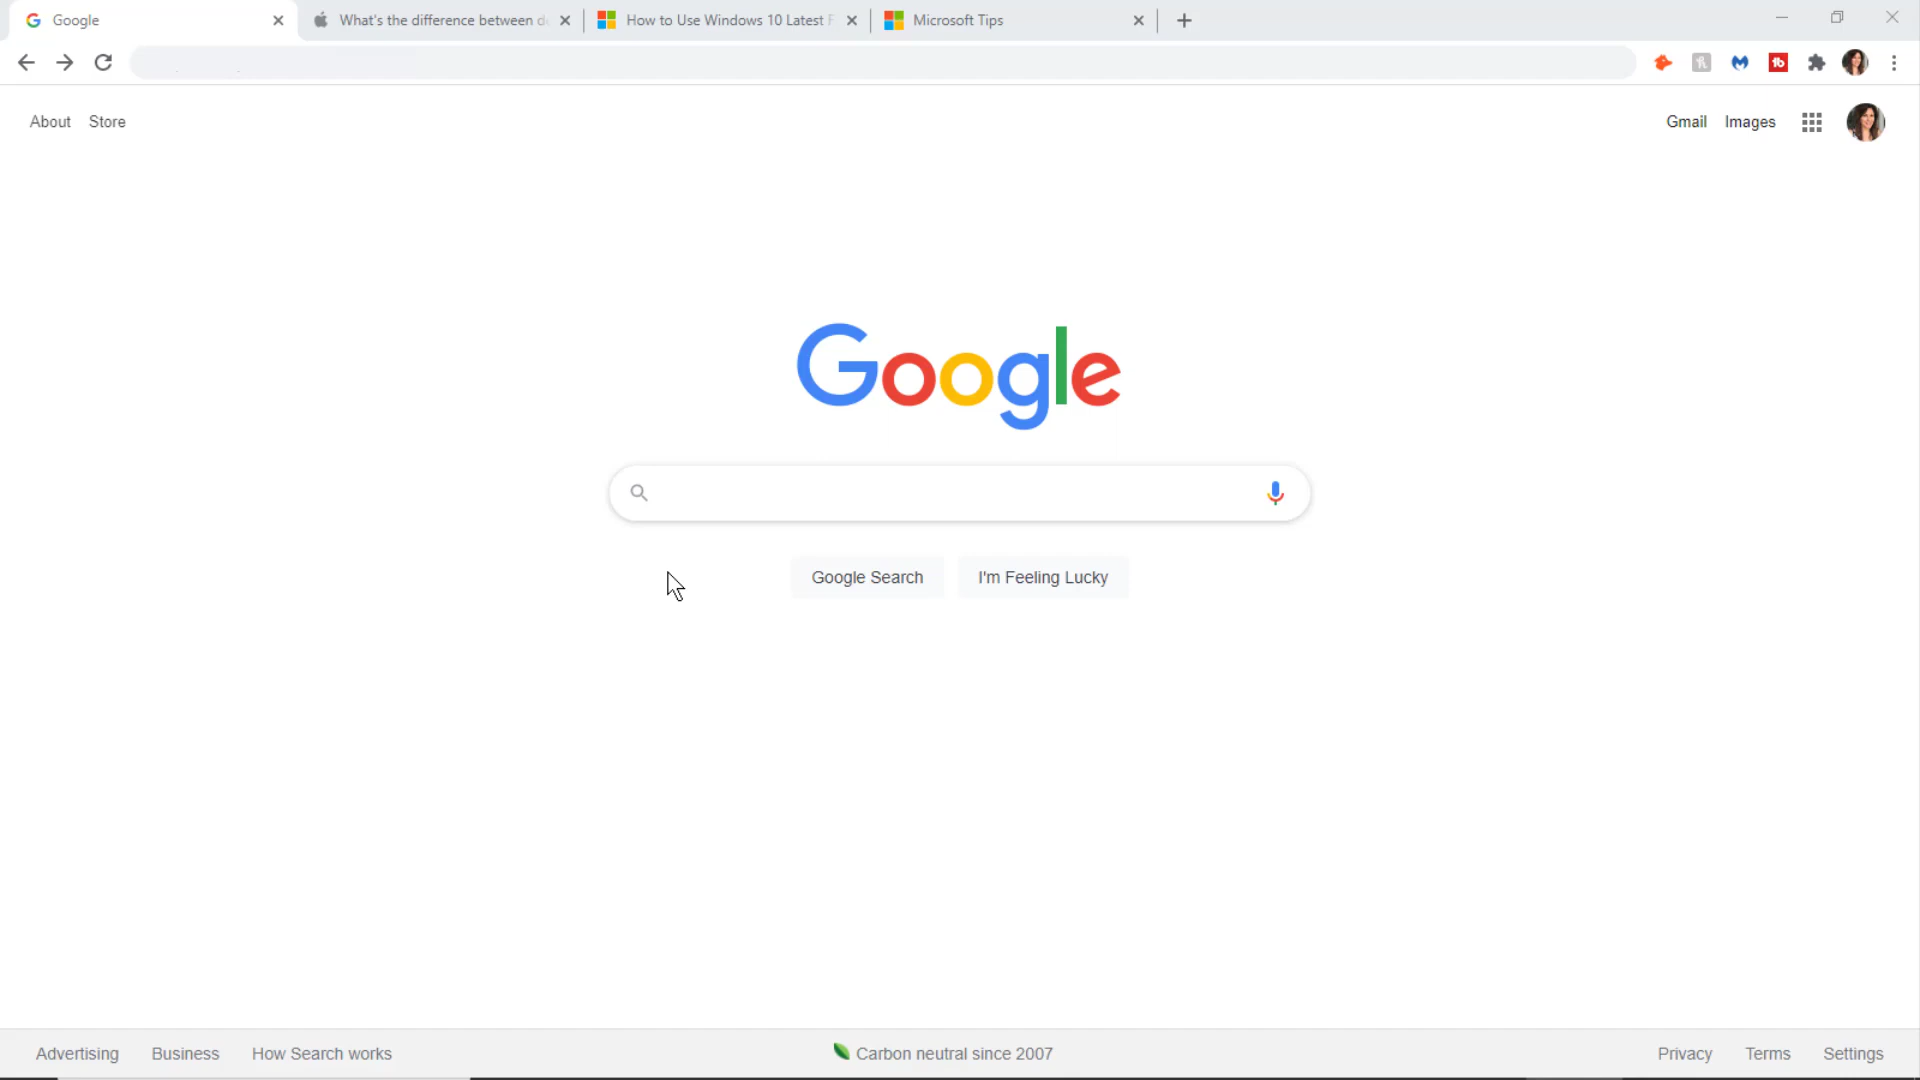 Google
What's the difference between d
How to Use Windows 10 Latest F
Microsoft Tips
About Store
Gmail Images
Google
Google Search
I'm Feeling Lucky
Advertising Business How Search works
Carbon neutral since 2007
Privacy Terms Settings